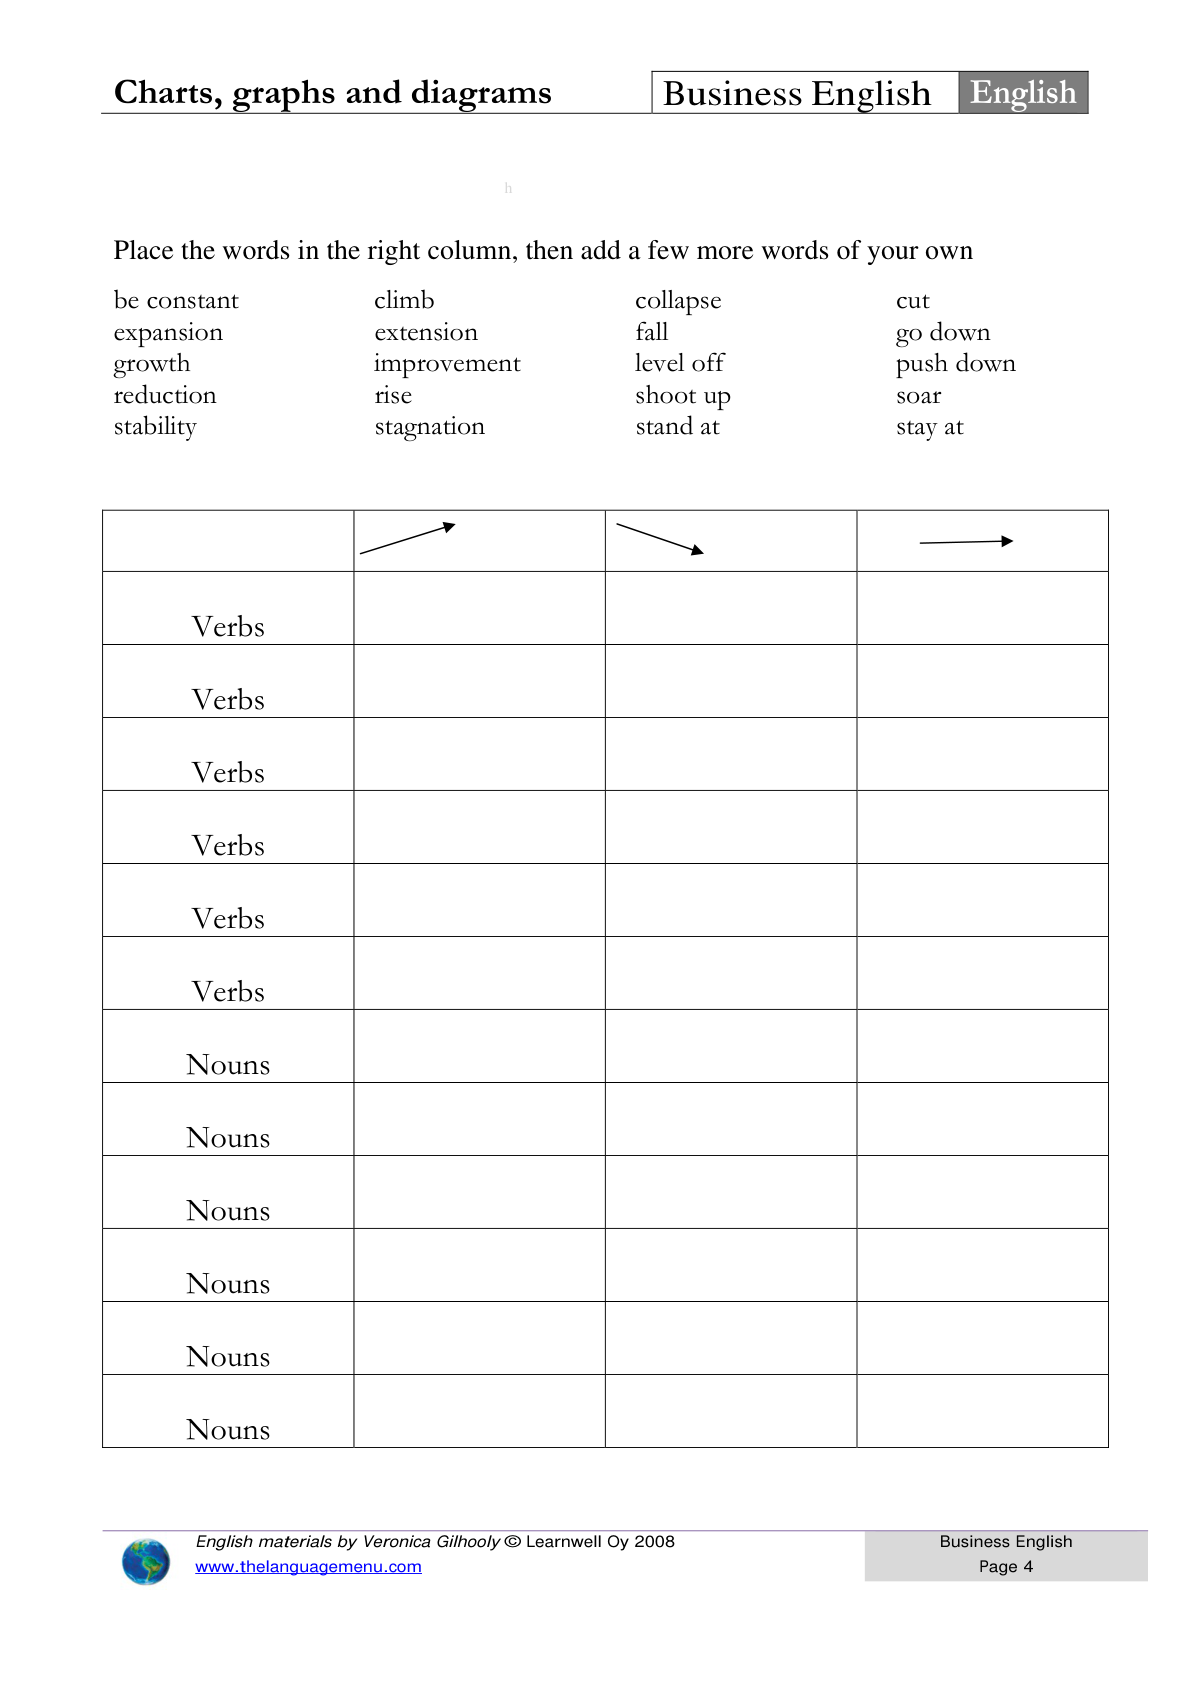 Charts, graphs and diagrams Business English English
h
Place the words in the right column, then add a few more words of your own
be constant climb collapse cut
expansion extension fall go down
growth improvement level off push down
reduction rise shoot up soar
stability stagnation stand at stay at
Verbs
Verbs
Verbs
Verbs
Verbs
Verbs
Nouns
Nouns
Nouns
Nouns
Nouns
Nouns
English materials by Veronica Gilhooly © Learnwell Oy 2008 Business English
www.thelanguagemenu.com Page 4